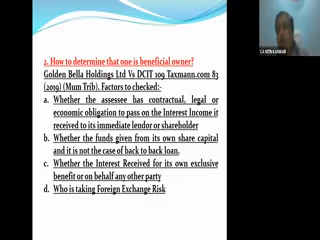 2. How to determine that one is beneficial owner?
Golden Bella Holdings Ltd Vs DCIT 109 Taxmann.com 83
(2019) (Mum Trib). Factors to checked:-
a. Whether the assessee has contractual, legal or
economic obligation to pass on the Interest Income it
received to its immediate lendor or shareholder
b. Whether the funds given from its own share capital
and it is not the case of back to back loan.
c. Whether the Interest Received for its own exclusive
benefit or on behalf any other party
d. Who is taking Foreign Exchange Risk